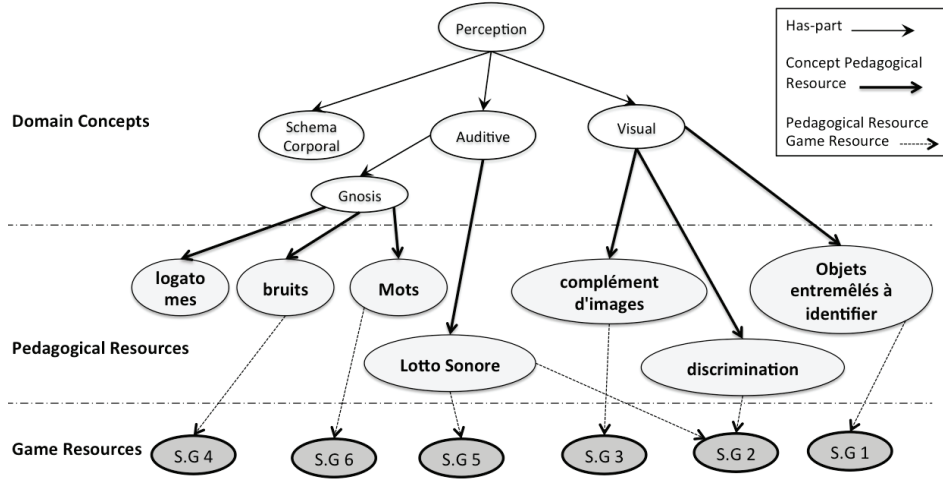 Perception
Has-part
Concept Pedagogical
Resource
Pedagogical Resource
Game Resource
Domain Concepts
Schema
Corporal
Auditive
Visual
Gnosis
logato
mes
bruits
Mots
complément
d'images
Objets
entremêlés à
identifier
Pedagogical Resources
Lotto Sonore
discrimination
Game Resources
S.G 4
S.G 6
S.G 5
S.G 3
S.G 2
S.G 1